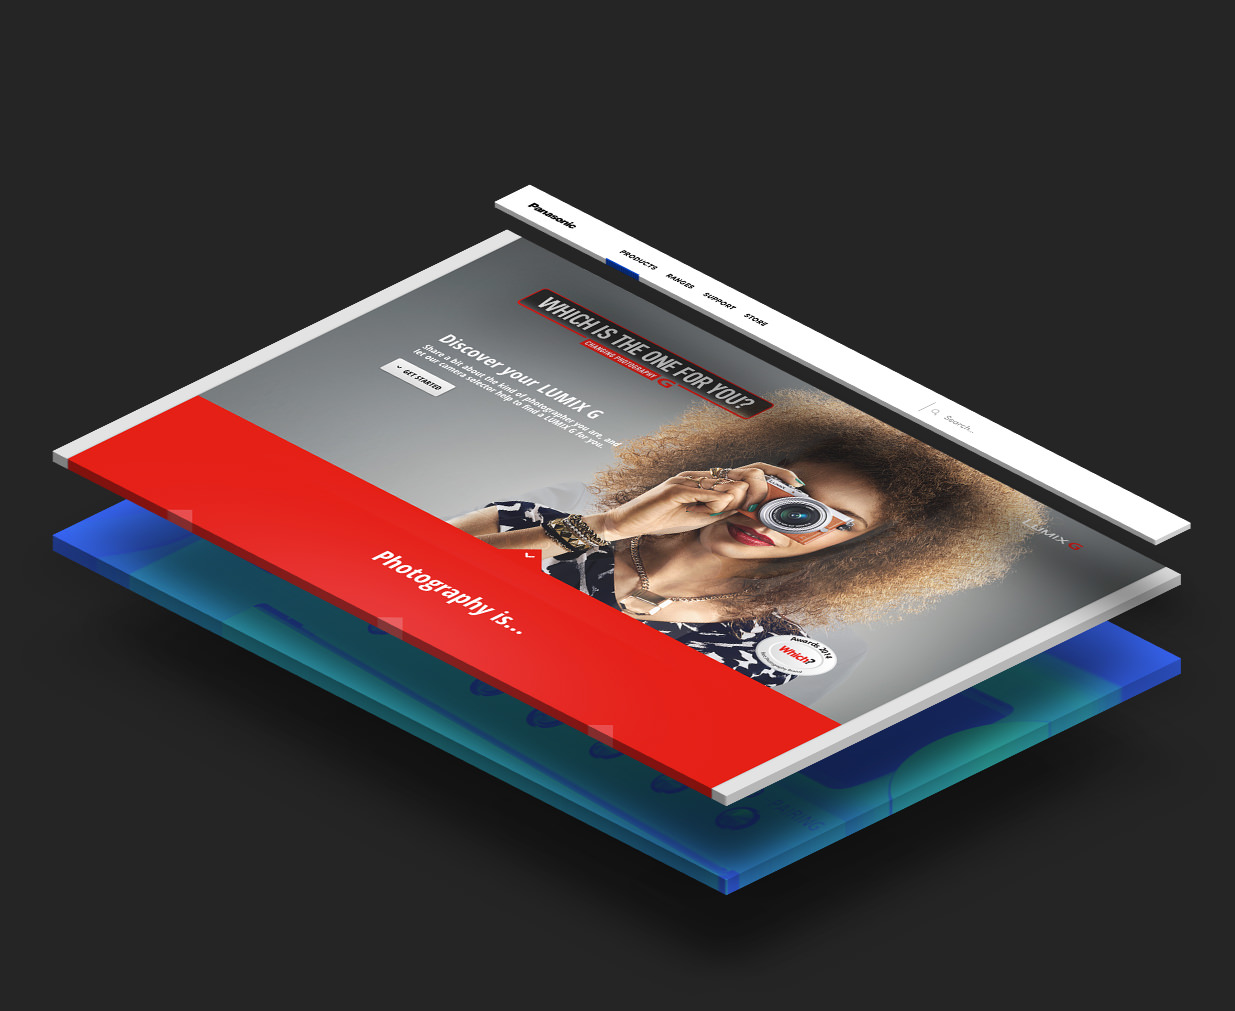 Panasonic
PRODUCTS RANGES SUPPORT STORE
Search...
WHICH IS THE ONE FOR YOU?
CHANGING PHOTOGRAPHY
G
Discover your LUMIX G
Share a bit about the kind of photographer you are, and
let our camera selector help to find a LUMIX G for you.
GET STARTED
LUMIX G
Awards 2014
Which?
Photography is...
PAIRING